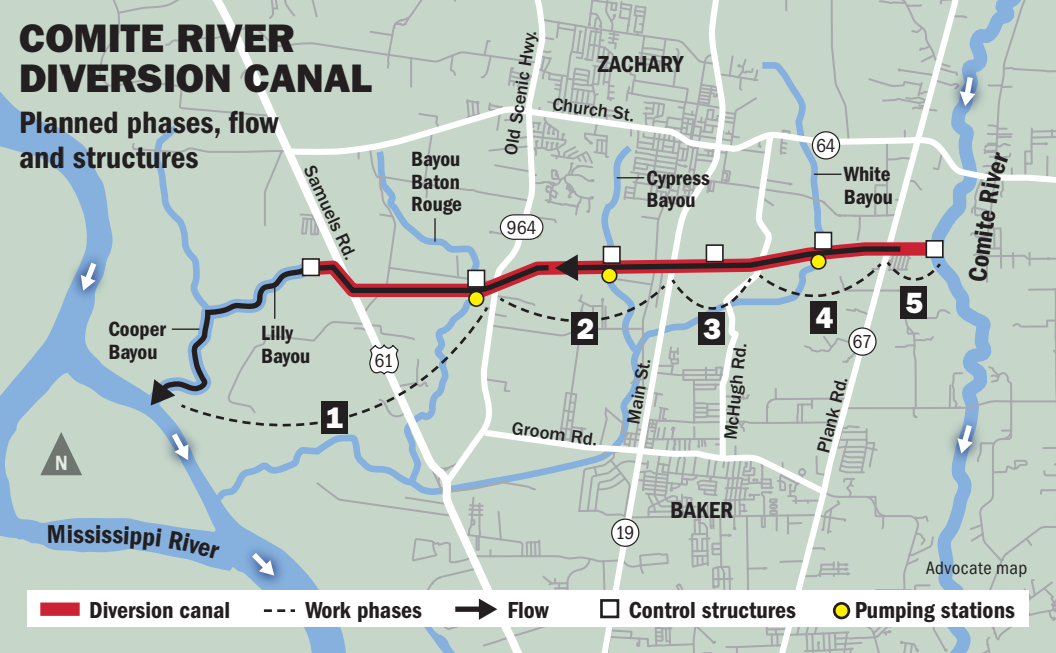 COMITE RIVER
DIVERSION CANAL
Planned phases, flow
and structures
ZACHARY
Old Scenic Hwy.
Church St.
64
Bayou
Baton
Rouge
Cypress
Bayou
White
Bayou
Samuels Rd.
964
Comite River
Cooper
Bayou
Lilly
Bayou
61
1
2
3
4
5
67
Main St.
McHugh Rd.
Plank Rd.
Groom Rd.
N
BAKER
19
Mississippi River
Advocate map
Diversion canal
Work phases
Flow
Control structures
Pumping stations